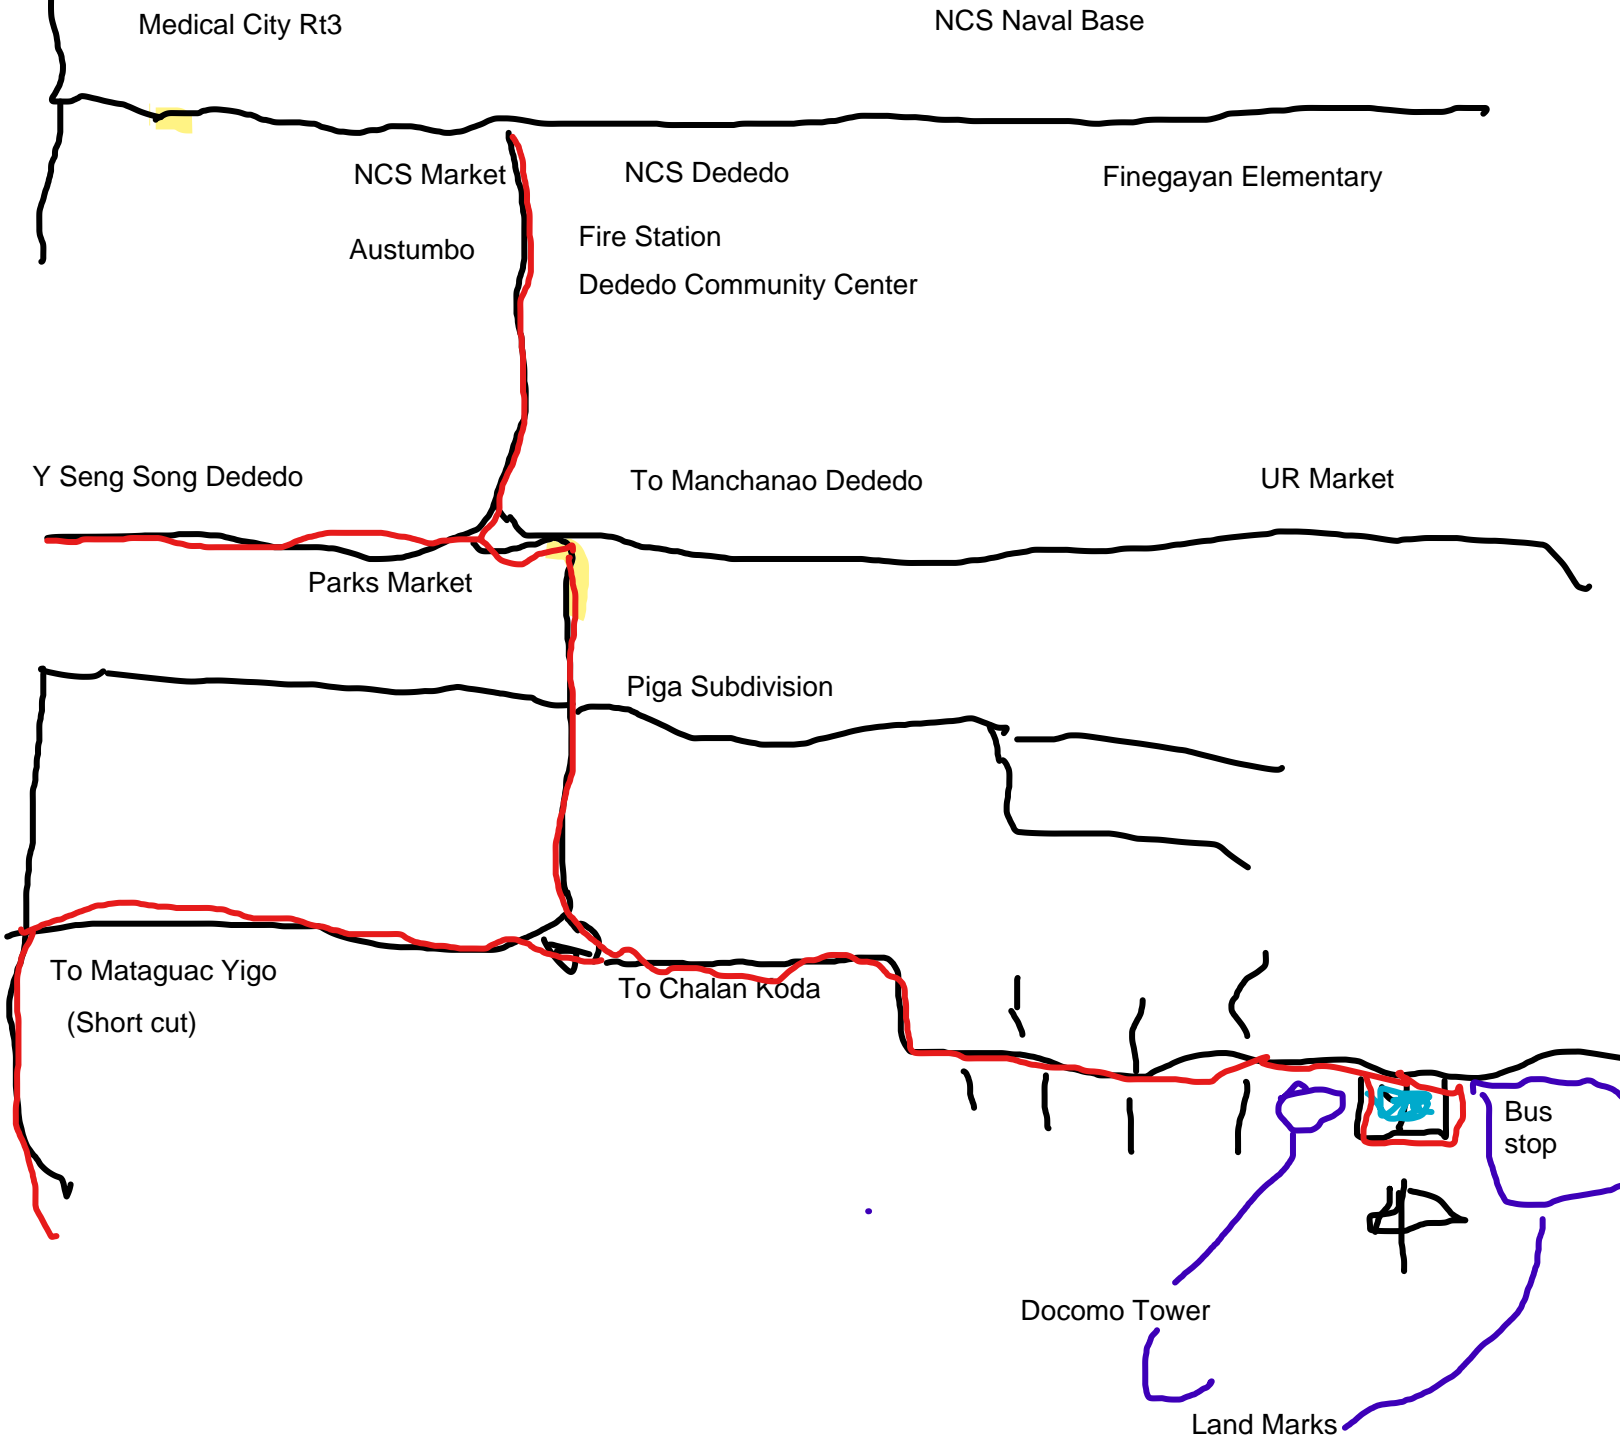 Medical City Rt3
NCS Naval Base
NCS Market
NCS Dededo
Finegayan Elementary
Austumbo
Fire Station
Dededo Community Center
Y Seng Song Dededo
To Manchanao Dededo
UR Market
Parks Market
Piga Subdivision
To Mataguac Yigo
(Short cut)
To Chalan Koda
Bus
stop
Docomo Tower
Land Marks